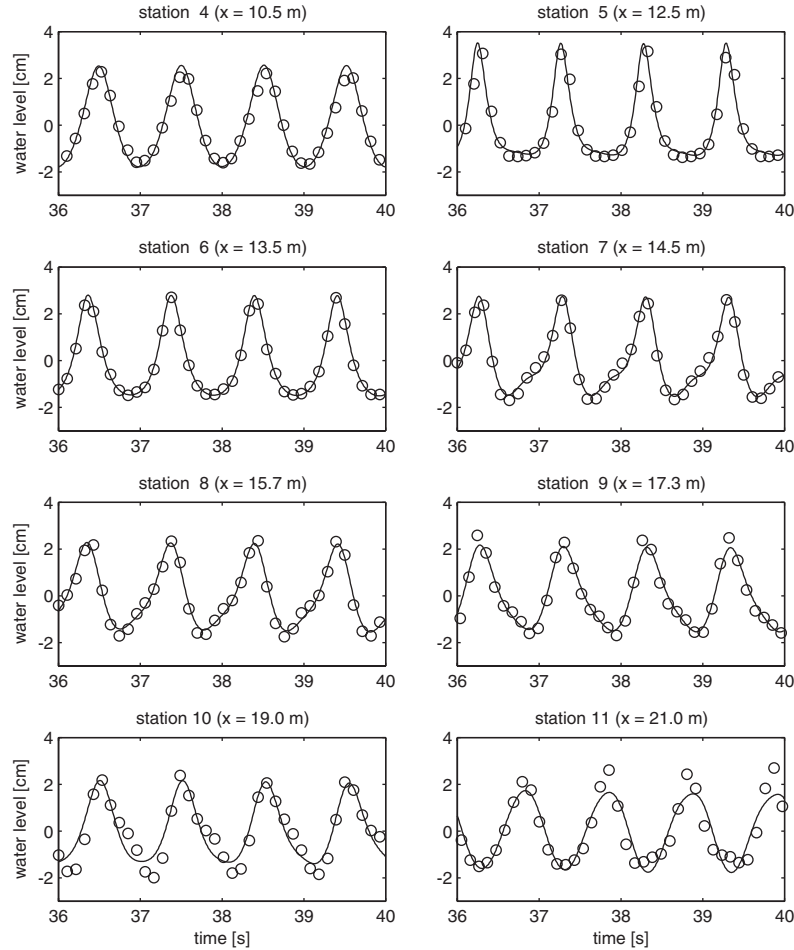 station 4 (x = 10.5 m)
station 5 (x = 12.5 m)
water level [cm]
4
2
0
-2
36 37 38 39 40
4
2
0
-2
36 37 38 39 40
station 6 (x = 13.5 m)
station 7 (x = 14.5 m)
water level [cm]
4
2
0
-2
36 37 38 39 40
4
2
0
-2
36 37 38 39 40
station 8 (x = 15.7 m)
station 9 (x = 17.3 m)
water level [cm]
4
2
0
-2
36 37 38 39 40
4
2
0
-2
36 37 38 39 40
station 10 (x = 19.0 m)
station 11 (x = 21.0 m)
water level [cm]
4
2
0
-2
36 37 38 39 40
time [s]
4
2
0
-2
36 37 38 39 40
time [s]